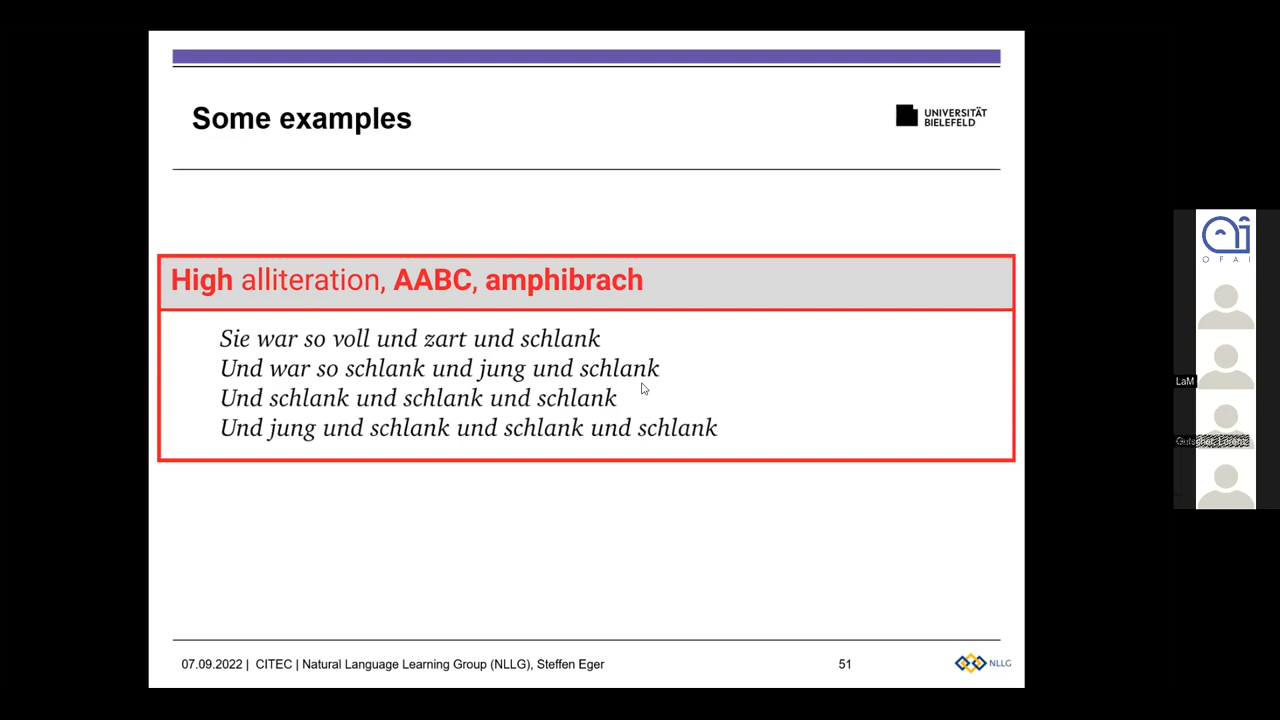 Some examples
UNIVERSITÄT
BIELEFELD
High alliteration, AABC, amphibrach
Sie war so voll und zart und schlank
Und war so schlank und jung und schlank
Und schlank und schlank und schlank
Und jung und schlank und schlank und schlank
07.09.2022 | CITEC | Natural Language Learning Group (NLLG), Steffen Eger
51
NLLG
OFAI
LaM